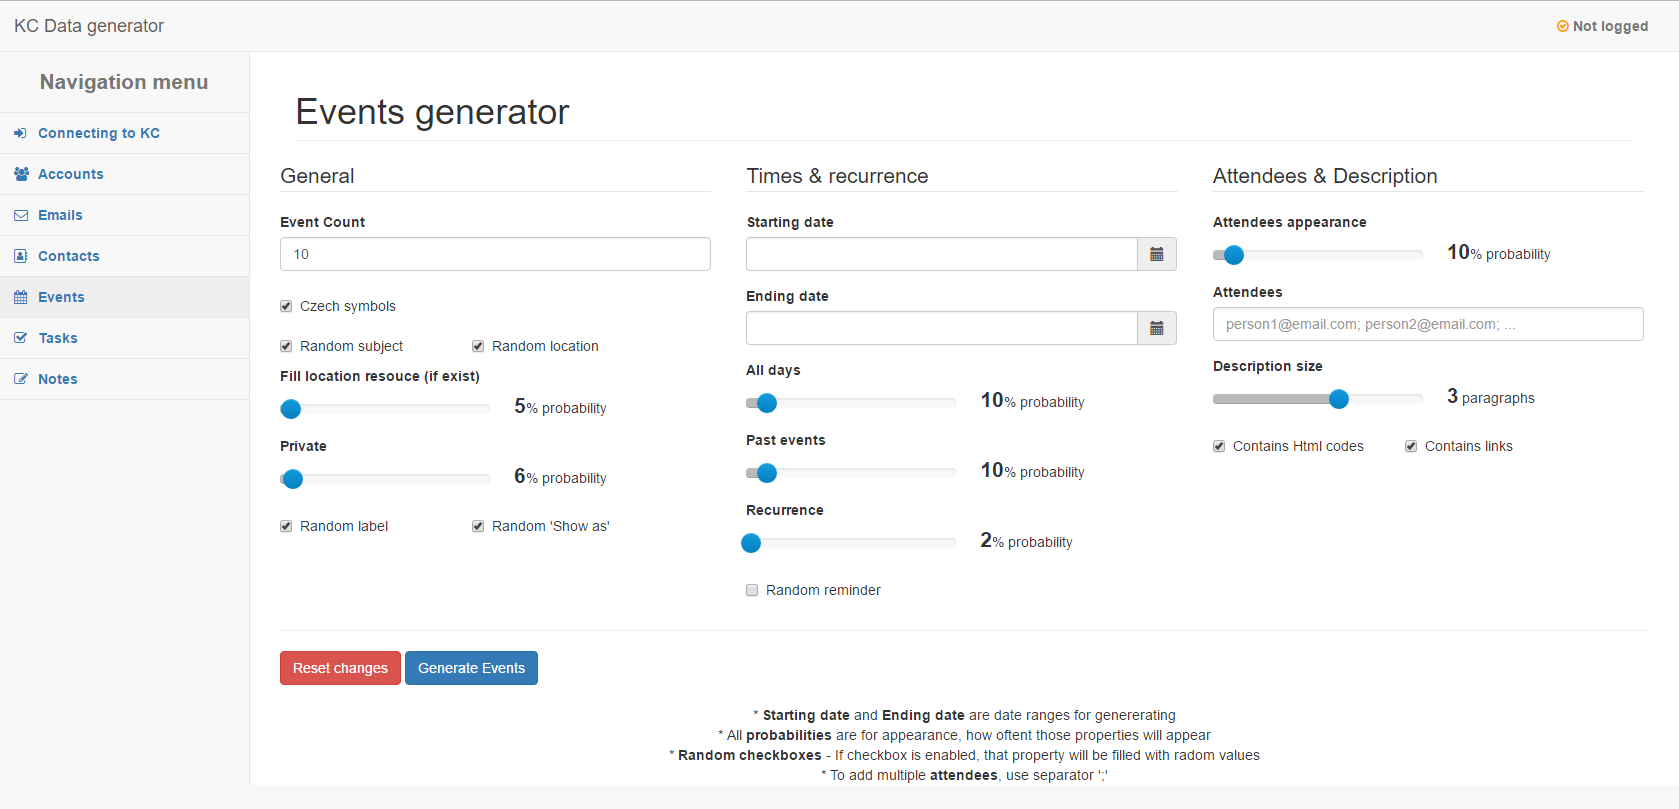 KC Data generator
Not logged
Navigation menu
Connecting to KC
Accounts
Emails
Contacts
Events
Tasks
Notes
Events generator
General
Event Count
10
Czech symbols
Random subject
Random location
Fill location resouce (if exist)
5% probability
Private
6% probability
Random label
Random 'Show as'
Times & recurrence
Starting date
Ending date
All days
10% probability
Past events
10% probability
Recurrence
2% probability
Random reminder
Attendees & Description
Attendees appearance
10% probability
Attendees
person1@email.com; person2@email.com; ...
Description size
3 paragraphs
Contains Html codes
Contains links
Reset changes
Generate Events
* Starting date and Ending date are date ranges for genererating
* All probabilities are for appearance, how oftent those properties will appear
* Random checkboxes - If checkbox is enabled, that property will be filled with radom values
* To add multiple attendees, use separator ';'